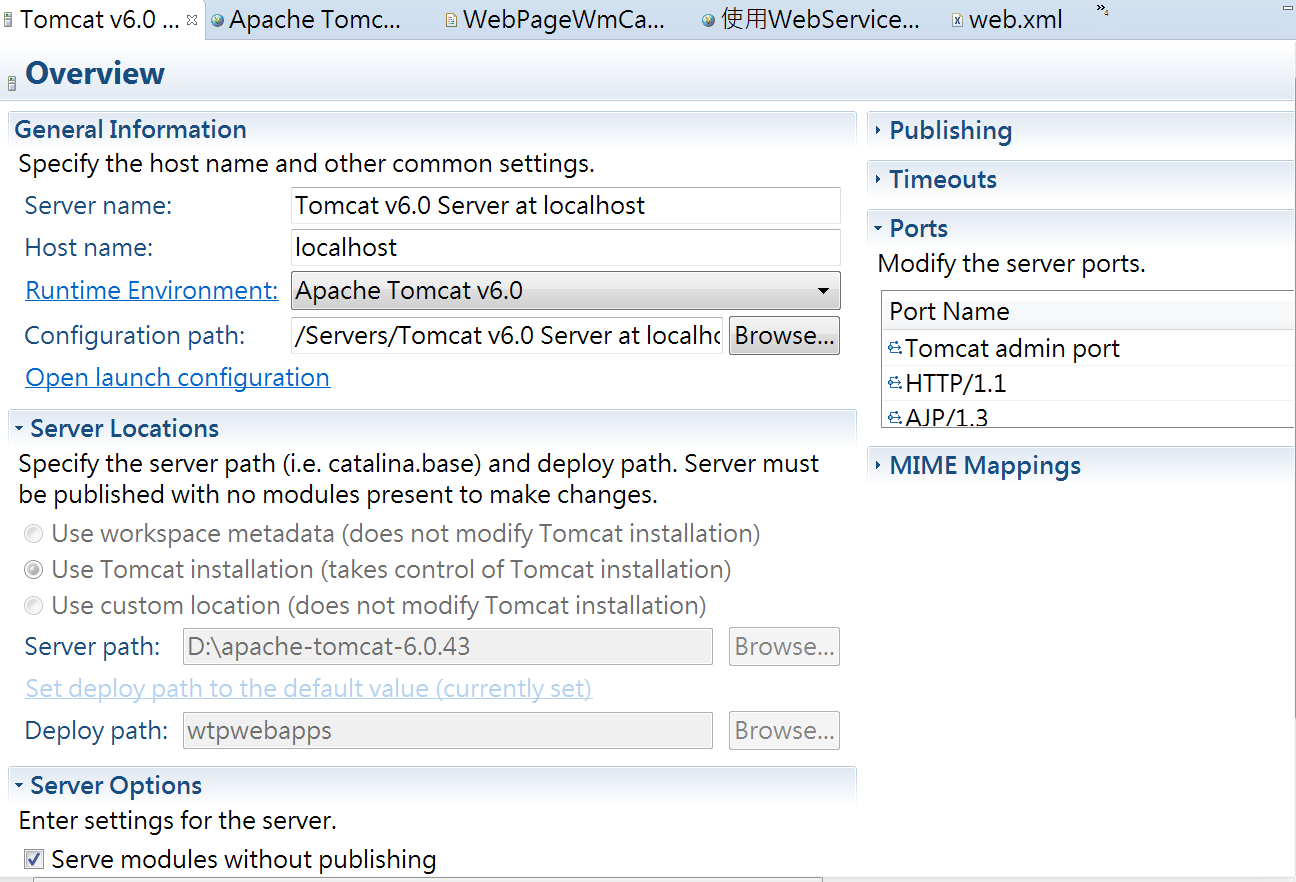 Tomcat v6.0 ...
Apache Tomc...
WebPageWmCa...
使用WebService...
web.xml
»4
Overview
General Information
Specify the host name and other common settings.
Server name: Tomcat v6.0 Server at localhost
Host name: localhost
Runtime Environment: Apache Tomcat v6.0
Configuration path: /Servers/Tomcat v6.0 Server at localho Browse...
Open launch configuration
Server Locations
Specify the server path (i.e. catalina.base) and deploy path. Server must
be published with no modules present to make changes.
Use workspace metadata (does not modify Tomcat installation)
Use Tomcat installation (takes control of Tomcat installation)
Use custom location (does not modify Tomcat installation)
Server path: D:\apache-tomcat-6.0.43 Browse...
Set deploy path to the default value (currently set)
Deploy path: wtpwebapps Browse...
Server Options
Enter settings for the server.
Serve modules without publishing
Publishing
Timeouts
Ports
Modify the server ports.
Port Name
Tomcat admin port
HTTP/1.1
AJP/1.3
MIME Mappings